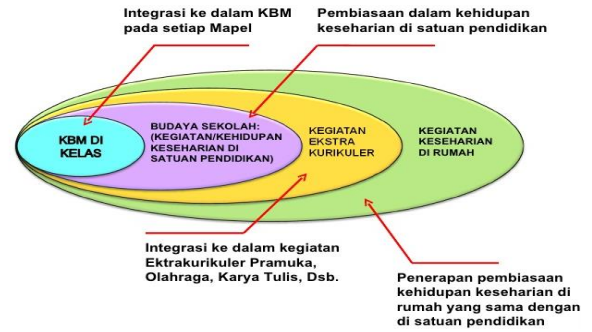 Integrasi ke dalam KBM
pada setiap Mapel
Pembiasaan dalam kehidupan
keseharian di satuan pendidikan
KBM DI
KELAS
BUDAYA SEKOLAH:
(KEGIATAN/KEHIDUPAN
KESEHARIAN DI
SATUAN PENDIDIKAN)
KEGIATAN
EKSTRA
KURIKULER
KEGIATAN
KESEHARIAN
DI RUMAH
Integrasi ke dalam kegiatan
Ektrakurikuler Pramuka,
Olahraga, Karya Tulis, Dsb.
Penerapan pembiasaan
kehidupan keseharian di
rumah yang sama dengan
di satuan pendidikan